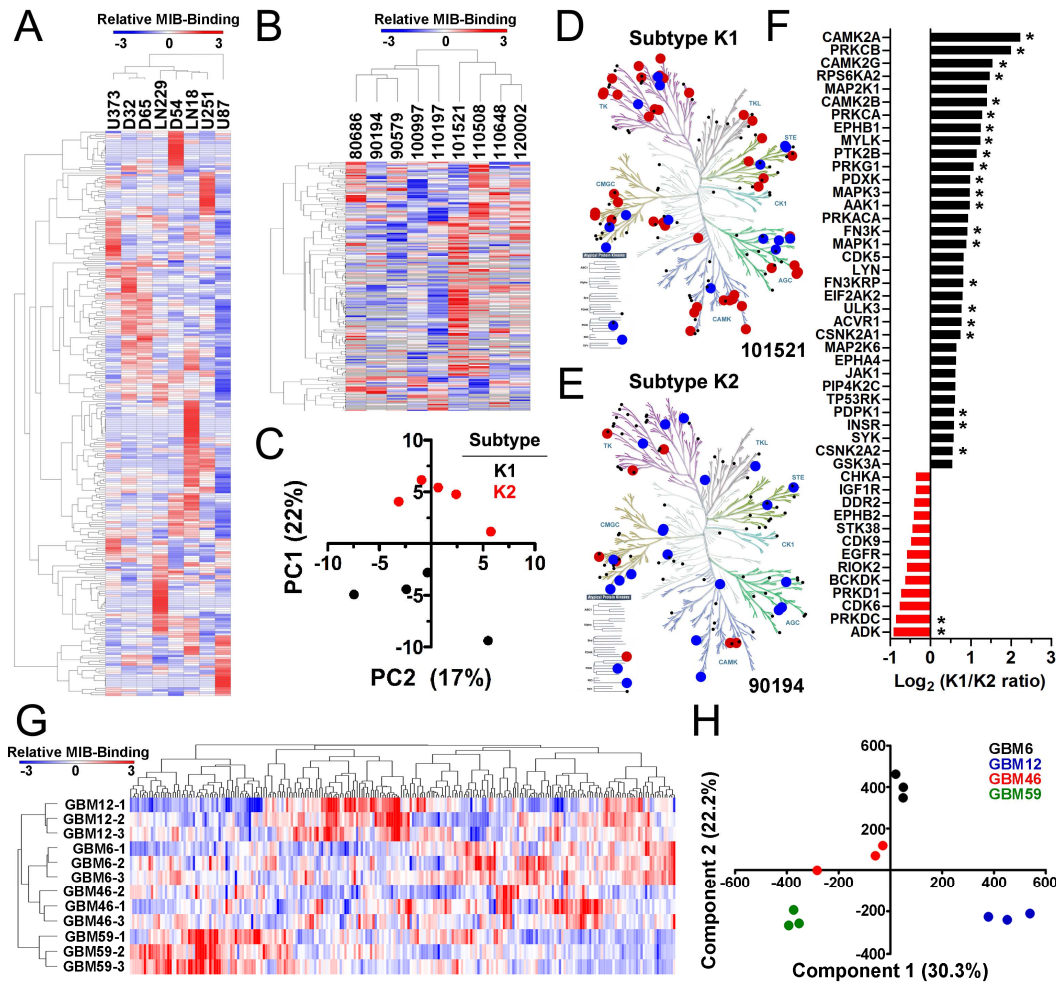 A
Relative MIB-Binding
-3 0 3
U373
D32
D65
LN229
D54
LN18
U251
U87
B
Relative MIB-Binding
-3 0 3
80686
90194
90579
100997
110197
101521
110508
110648
120002
C
Subtype
K1
K2
10
5
-5
-10
-10
-5
0
5
10
PC1 (22%)
PC2 (17%)
D
Subtype K1
TK
TKL
STE
CK1
AGC
CAMK
CMGC
Atypical Protein Kinases
101521
E
Subtype K2
TK
TKL
STE
CK1
AGC
CAMK
CMGC
Atypical Protein Kinases
90194
F
CAMK2A *
PRKCB *
CAMK2G *
RPS6KA2 *
MAP2K1
CAMK2B *
PRKCA *
EPHB1 *
MYLK *
PTK2B *
PRKG1 *
PDXK *
MAPK3 *
AAK1 *
PRKACA
FN3K *
MAPK1 *
CDK5
LYN
FN3KRP *
EIF2AK2
ULK3 *
ACVR1 *
CSNK2A1 *
MAP2K6
EPHA4
JAK1
PIP4K2C
TP53RK
PDPK1 *
INSR *
SYK
CSNK2A2 *
GSK3A
CHKA
IGF1R
DDR2
EPHB2
STK38
CDK9
EGFR
RIOK2
BCKDK
PRKD1
CDK6
PRKDC *
ADK *
-1 0 1 2 3
Log2 (K1/K2 ratio)
G
Relative MIB-Binding
-3 0 3
GBM12-1
GBM12-2
GBM12-3
GBM6-1
GBM6-2
GBM6-3
GBM46-2
GBM46-1
GBM46-3
GBM59-1
GBM59-2
GBM59-3
H
GBM6
GBM12
GBM46
GBM59
600
400
200
0
-200
-400
-600 -400 -200 200 400 600
Component 2 (22.2%)
Component 1 (30.3%)